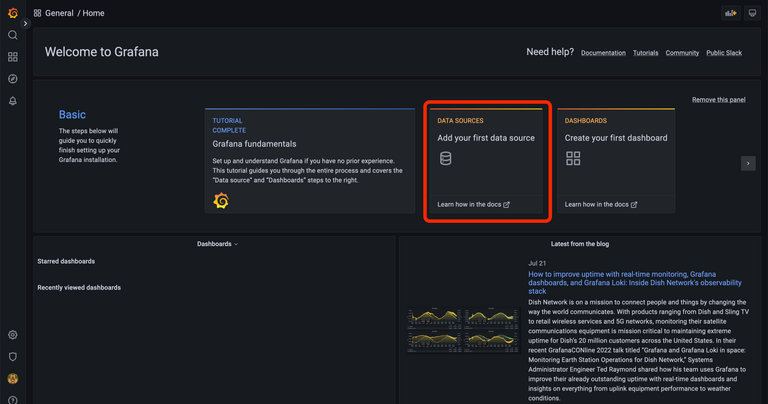 General / Home
Welcome to Grafana
Need help? Documentation Tutorials Community Public Slack
Remove this panel
Basic
The steps below will
guide you to quickly
finish setting up your
Grafana installation.
TUTORIAL
COMPLETE
Grafana fundamentals
Set up and understand Grafana if you have no prior experience.
This tutorial guides you through the entire process and covers the
"Data source" and "Dashboards" steps to the right.
DATA SOURCES
Add your first data source
Learn how in the docs
DASHBOARDS
Create your first dashboard
Learn how in the docs
Dashboards
Starred dashboards
Recently viewed dashboards
Latest from the blog
Jul 21
How to improve uptime with real-time monitoring, Grafana
dashboards, and Grafana Loki: Inside Dish Network's observability
stack
Dish Network is on a mission to connect people and things by changing the
way the world communicates. With products ranging from Dish and Sling TV
to retail wireless services and 5G networks, monitoring their satellite
communications equipment is mission critical to maintaining extreme
uptime for Dish's 20 million customers across the United States. In their
recent GrafanaCONline 2022 talk titled "Grafana and Grafana Loki in space:
Monitoring Earth Station Operations for Dish Network," Systems
Administrator Engineer Ted Raymond shared how his team uses Grafana to
improve their already outstanding uptime with real-time dashboards and
insights on everything from uplink equipment performance to weather
conditions.